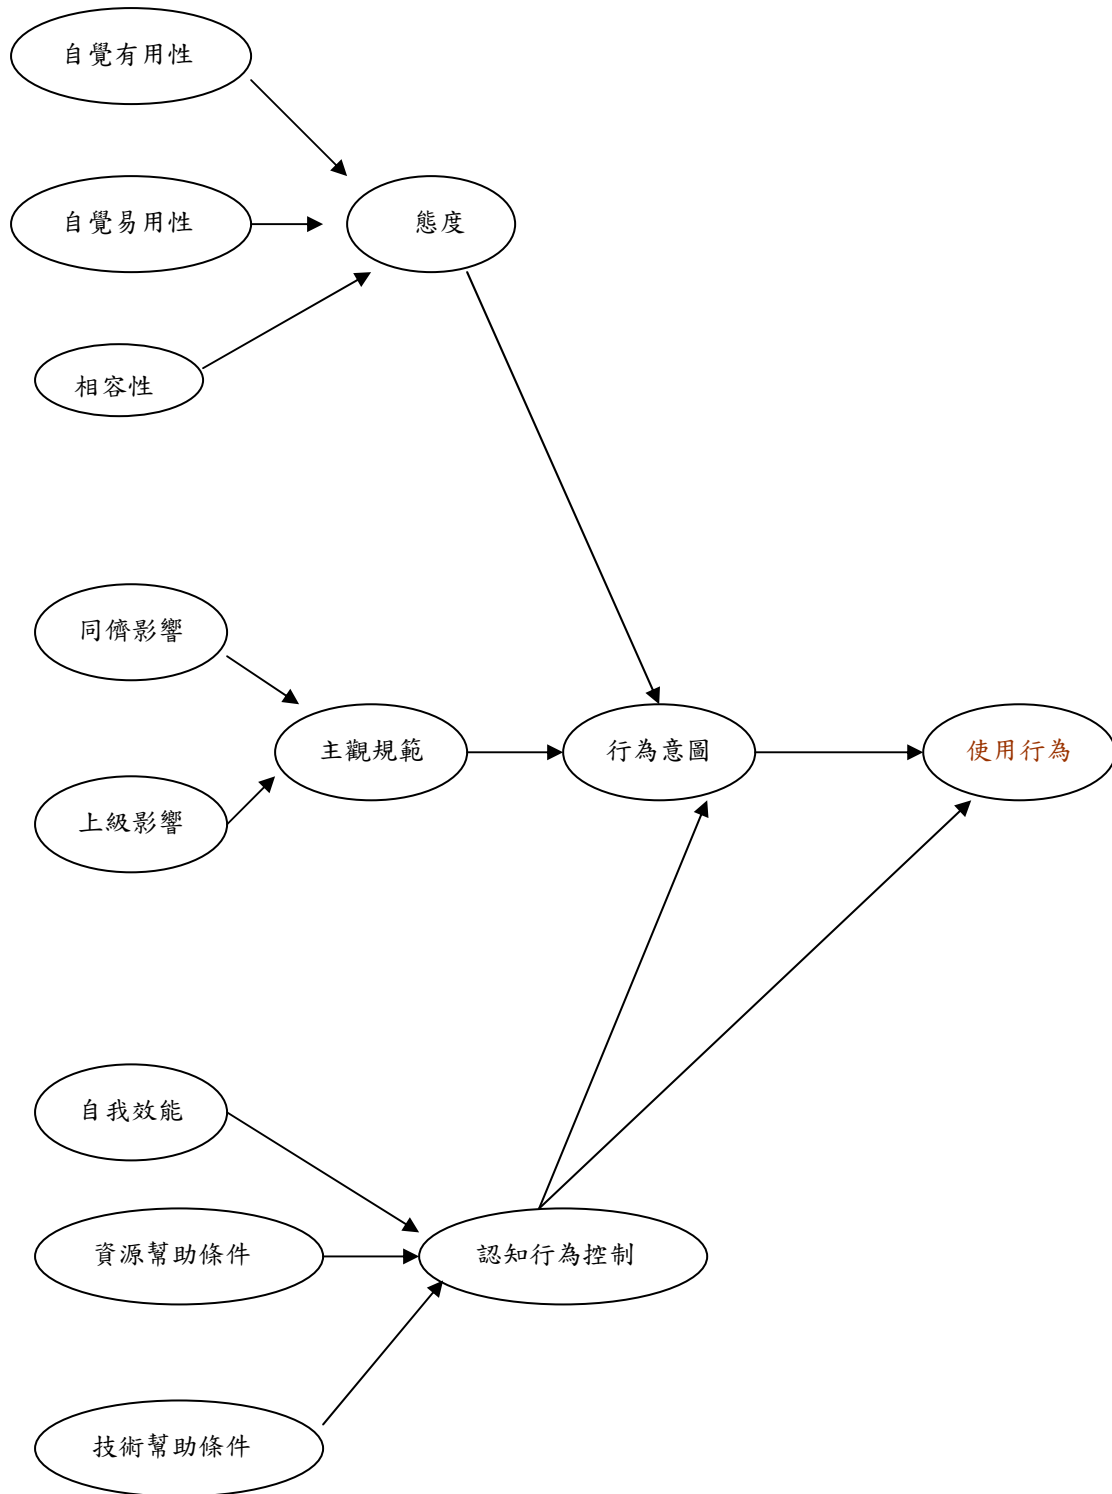 自覺有用性
自覺易用性
態度
相容性
同儕影響
主觀規範
行為意圖
使用行為
上級影響
自我效能
資源幫助條件
認知行為控制
技術幫助條件